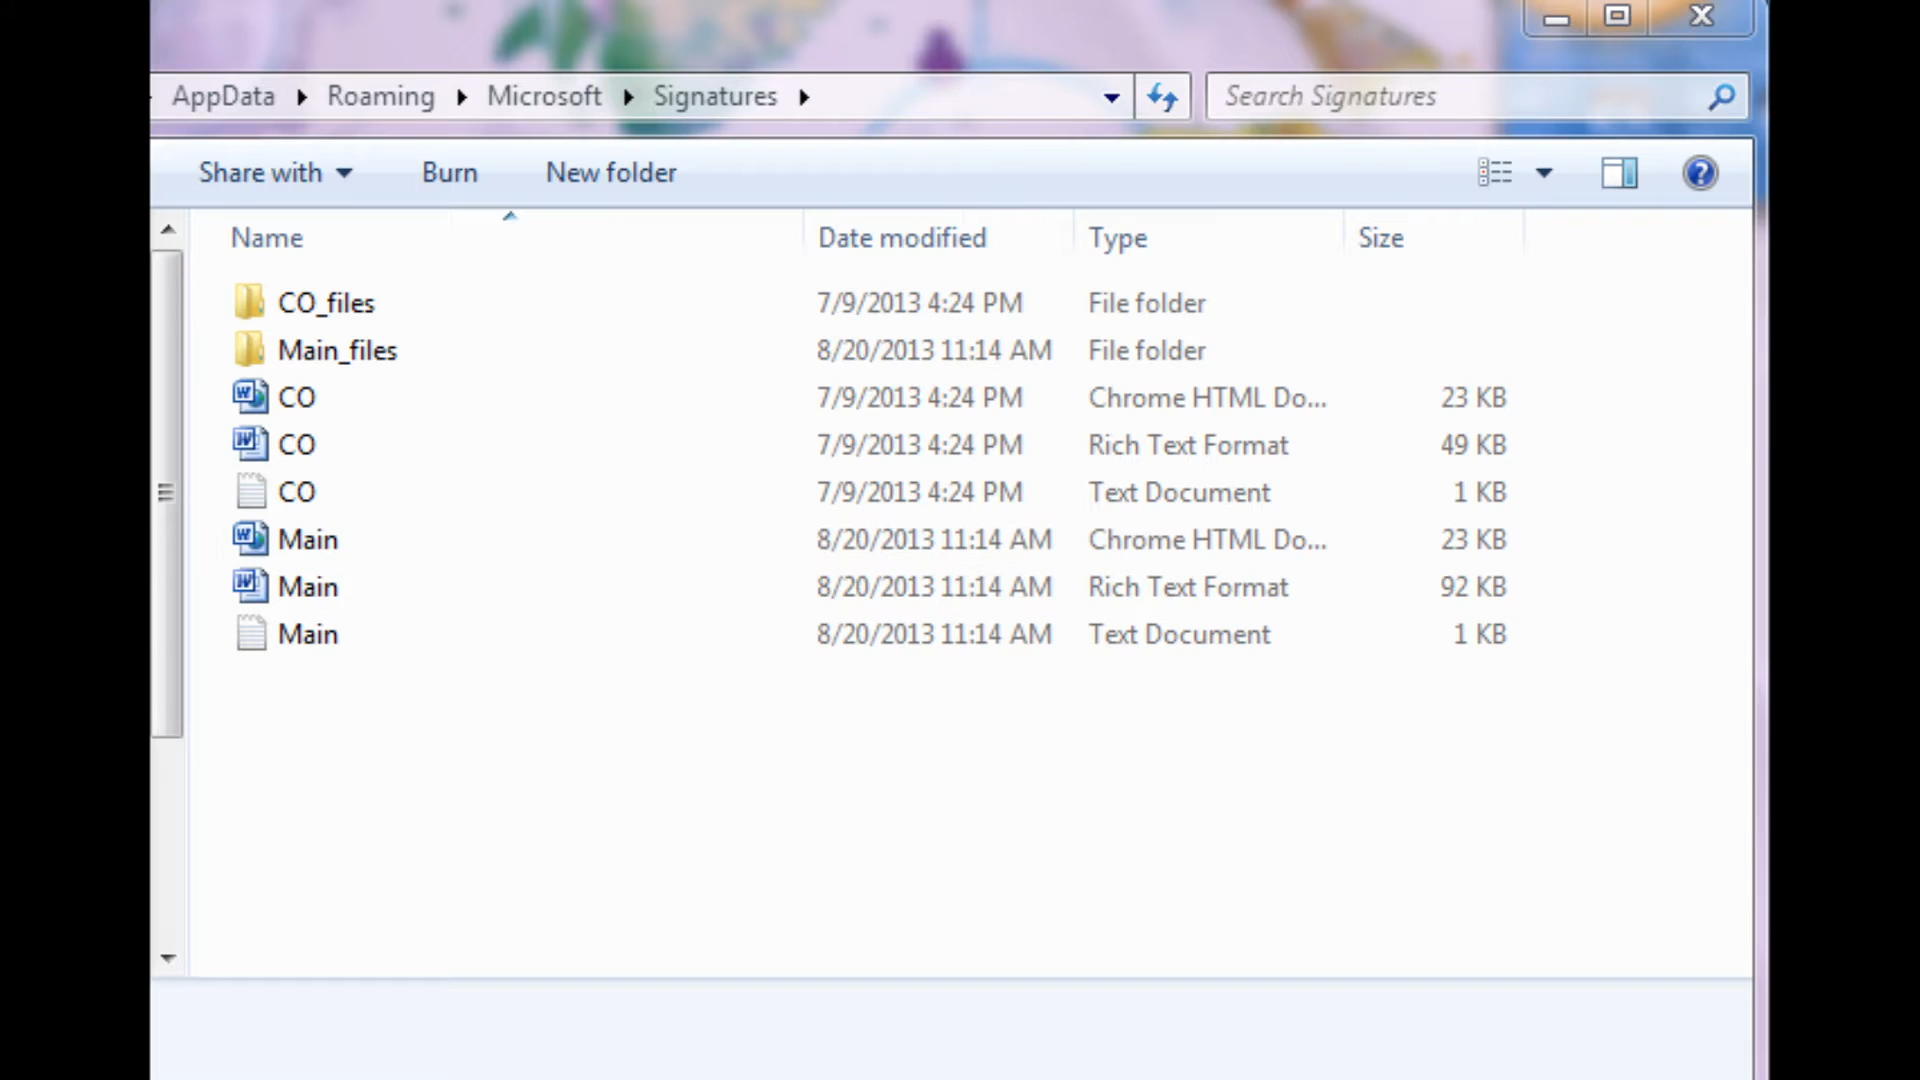 AppData Roaming Microsoft Signatures Search Signatures
Share with Burn New folder
Name Date modified Type Size
CO_files 7/9/2013 4:24 PM File folder
Main_files 8/20/2013 11:14 AM File folder
CO 7/9/2013 4:24 PM Chrome HTML Do... 23 KB
CO 7/9/2013 4:24 PM Rich Text Format 49 KB
CO 7/9/2013 4:24 PM Text Document 1 KB
Main 8/20/2013 11:14 AM Chrome HTML Do... 23 KB
Main 8/20/2013 11:14 AM Rich Text Format 92 KB
Main 8/20/2013 11:14 AM Text Document 1 KB